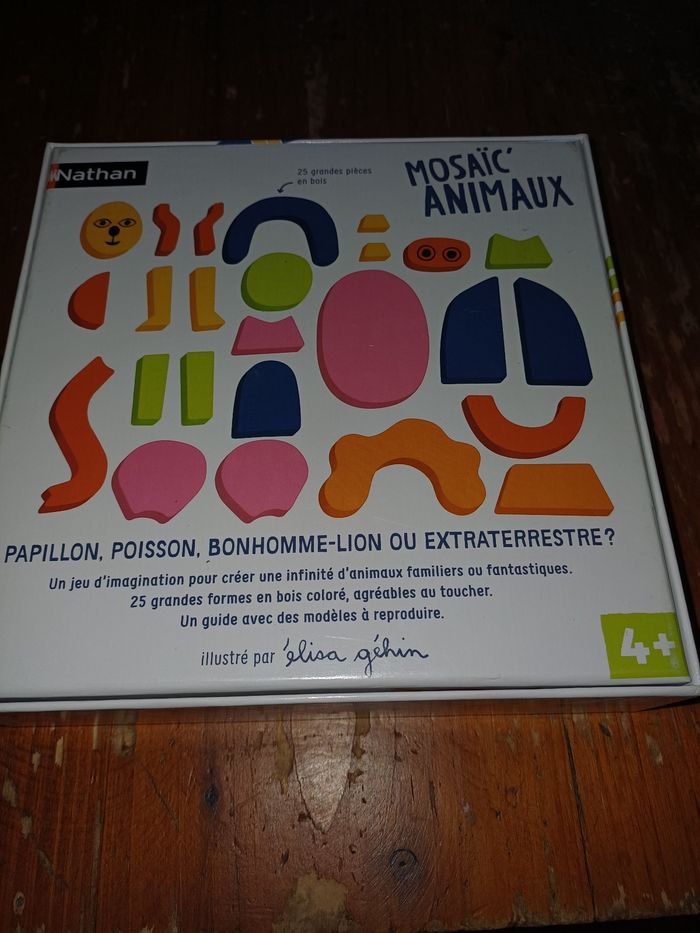 Nathan
25 grandes pièces
en bois
MOSAÏC'
ANIMAUX
PAPILLON, POISSON, BONHOMME-LION OU EXTRATERRESTRE?
Un jeu d'imagination pour créer une infinité d'animaux familiers ou fantastiques.
25 grandes formes en bois coloré, agréables au toucher.
Un guide avec des modèles à reproduire.
illustré par élisa géhin
4+